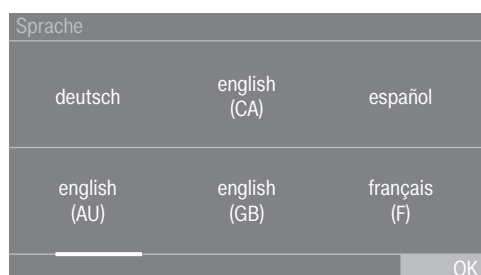 Sprache
deutsch
english
(CA)
español
english
(AU)
english
(GB)
français
(F)
OK